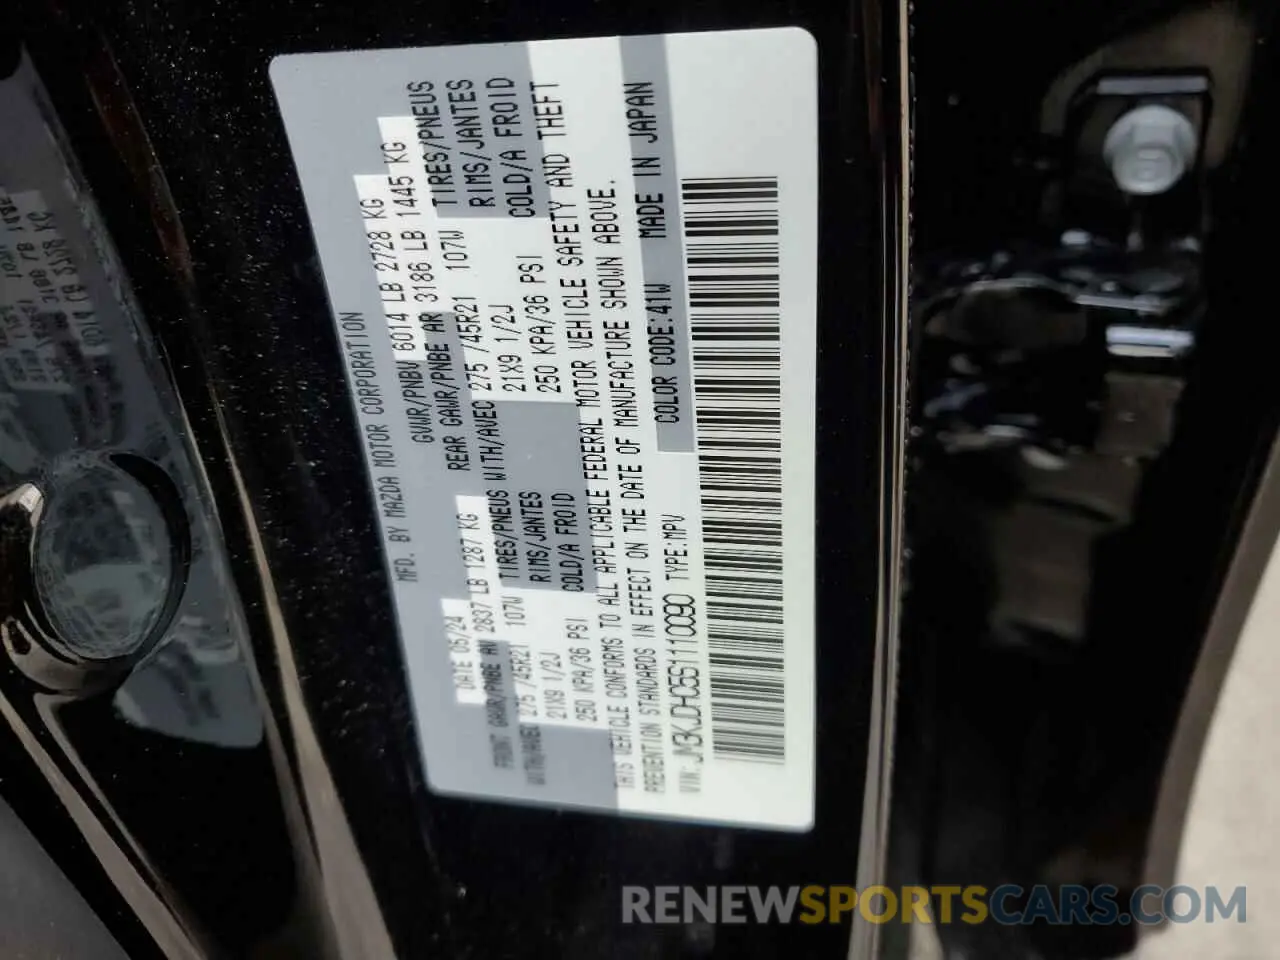 MFD. BY MAZDA MOTOR CORPORATION
DATE 05/24 GVWR/PNBV 6014 LB 2728 KG
FRONT GAWR/PNBE AV 2837 LB 1287 KG REAR GAWR/PNBE AR 3186 LB 1445 KG
WITH/AVEC 275 /45R21 107W TIRES/PNEUS WITH/AVEC 275 /45R21 107W TIRES/PNEUS
21X9 1/2J RIMS/JANTES 21X9 1/2J RIMS/JANTES
250 KPA/36 PSI COLD/A FROID 250 KPA/36 PSI COLD/A FROID
THIS VEHICLE CONFORMS TO ALL APPLICABLE FEDERAL MOTOR VEHICLE SAFETY AND THEFT
PREVENTION STANDARDS IN EFFECT ON THE DATE OF MANUFACTURE SHOWN ABOVE.
VIN: JM3KJDHC5S1110090 TYPE:MPV COLOR CODE:41W MADE IN JAPAN
RENEWSPORTSCARS.COM